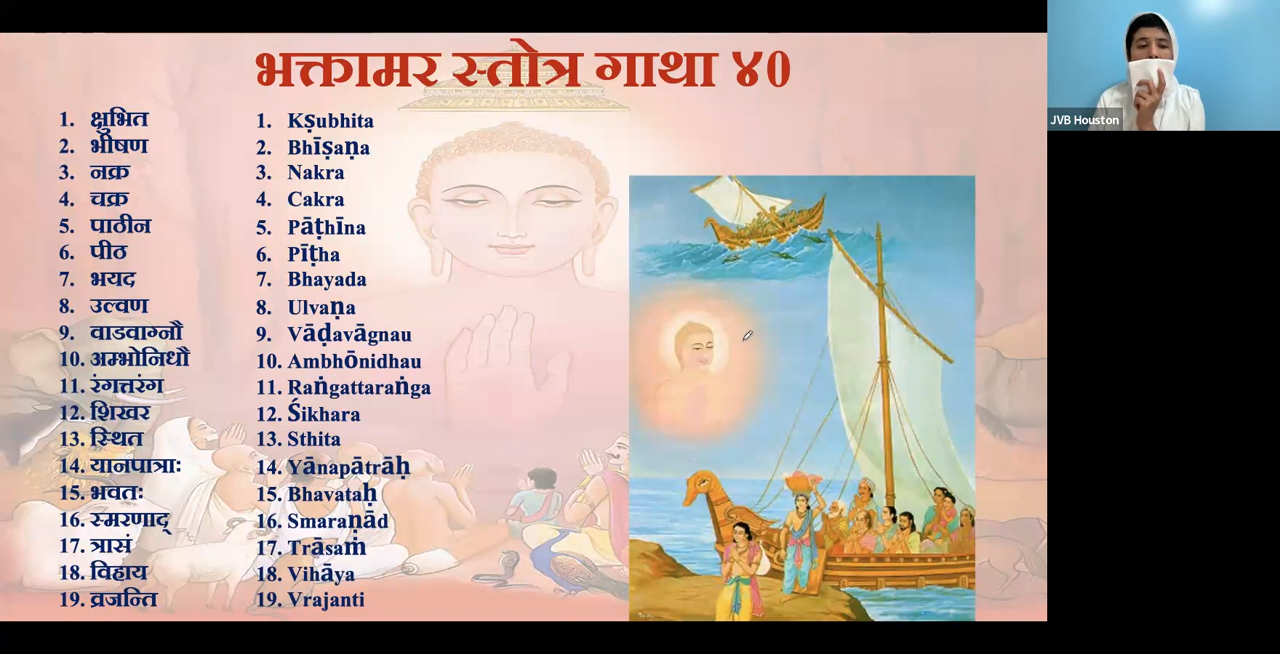 भक्तामर स्तोत्र गाथा ४०
1. क्षुभित
2. भीषण
3. नक्र
4. चक्र
5. पाठीन
6. पीठ
7. भयद
8. उल्वण
9. वाडवाग्नौ
10. अम्भोनिधौ
11. रंगत्तरंग
12. शिखर
13. स्थित
14. यानपात्राः
15. भवतः
16. स्मरणाद्
17. त्रासं
18. विहाय
19. व्रजन्ति
1. Kṣubhita
2. Bhīṣaṇa
3. Nakra
4. Cakra
5. Pāṭhīna
6. Pīṭha
7. Bhayada
8. Ulvaṇa
9. Vāḍavāgnau
10. Ambhōnidhau
11. Raṅgattaraṅga
12. Śikhara
13. Sthita
14. Yānapātrāḥ
15. Bhavataḥ
16. Smaraṇād
17. Trāsaṁ
18. Vihāya
19. Vrajanti
JVB Houston